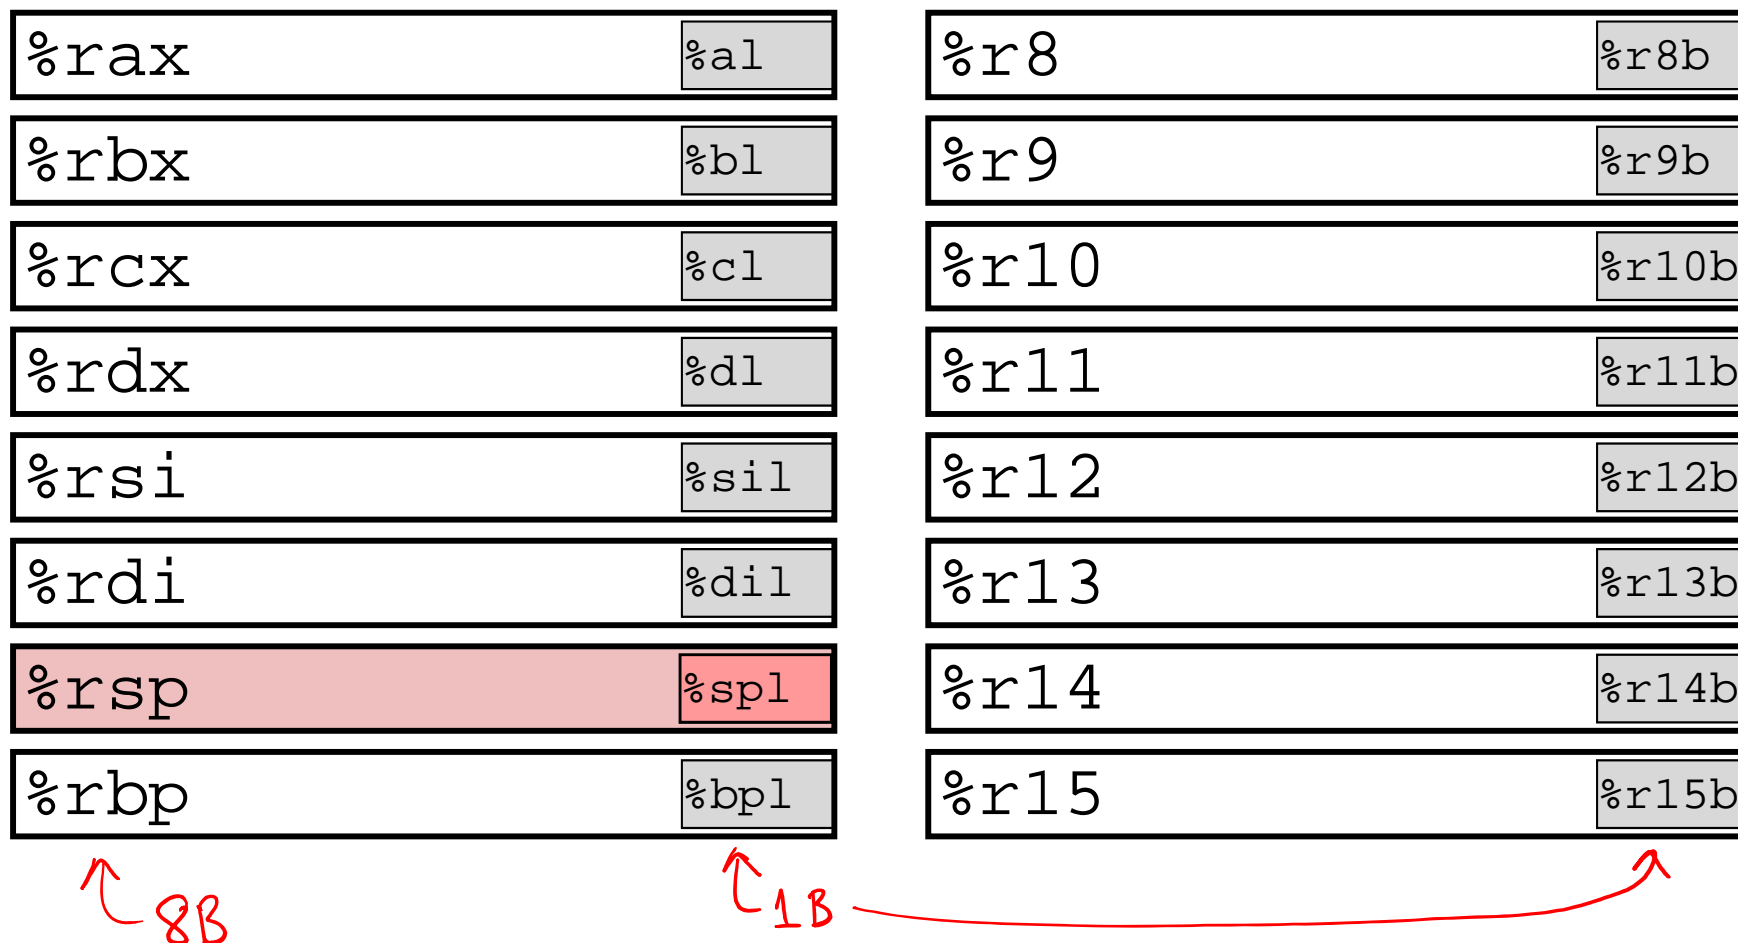 %rax %al %r8 %r8b
%rbx %bl %r9 %r9b
%rcx %cl %r10 %r10b
%rdx %dl %r11 %r11b
%rsi %sil %r12 %r12b
%rdi %dil %r13 %r13b
%rsp %spl %r14 %r14b
%rbp %bpl %r15 %r15b
8B 1B